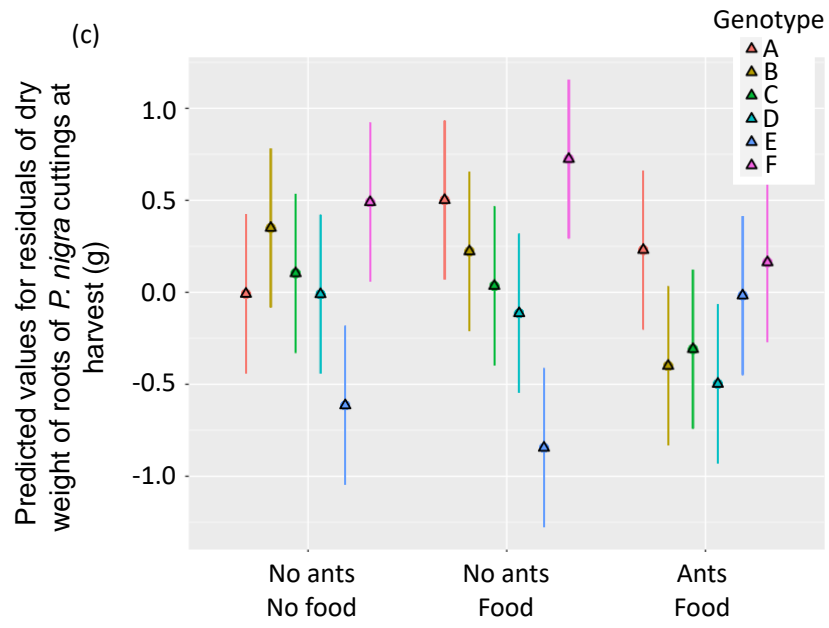 (c)
Genotype
A
B
C
D
E
F
Predicted values for residuals of dry
weight of roots of P. nigra cuttings at
harvest (g)
1.0
0.5
0.0
-0.5
-1.0
No ants
No food
No ants
Food
Ants
Food